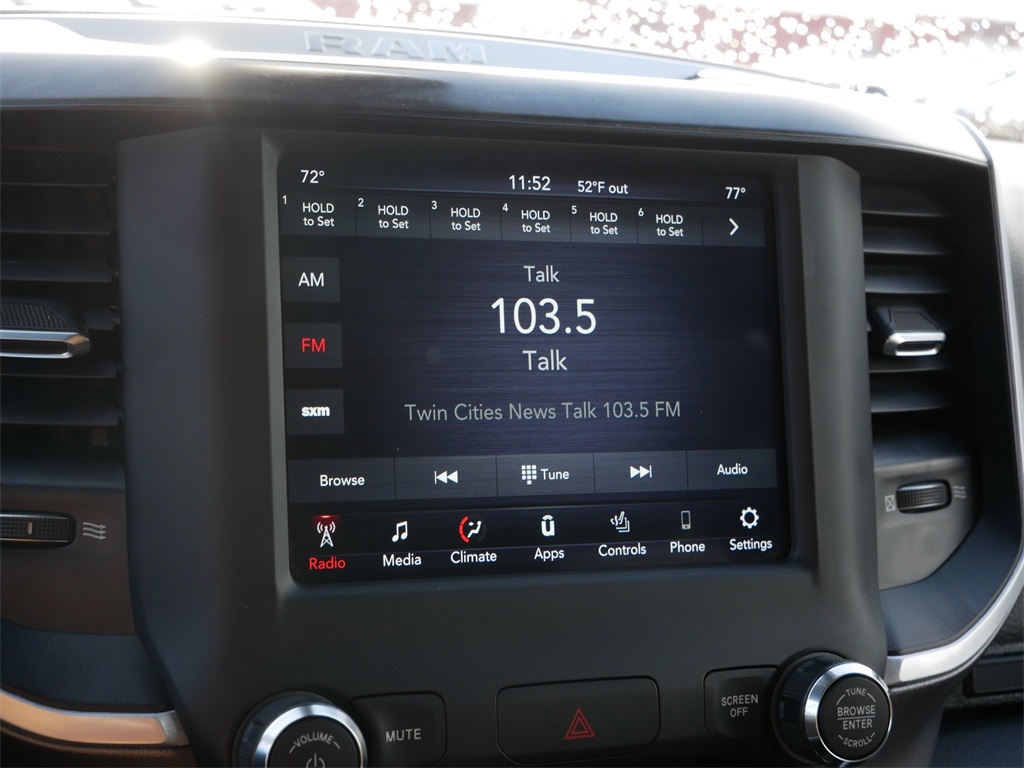 RAM
72° 11:52 52°F out 77°
1 HOLD to Set 2 HOLD to Set 3 HOLD to Set 4 HOLD to Set 5 HOLD to Set 6 HOLD to Set
AM
FM
sxm
Talk
103.5
Talk
Twin Cities News Talk 103.5 FM
Browse Tune Audio
Radio Media Climate Apps Controls Phone Settings
VOLUME
MUTE
SCREEN
OFF
TUNE
BROWSE
ENTER
SCROLL